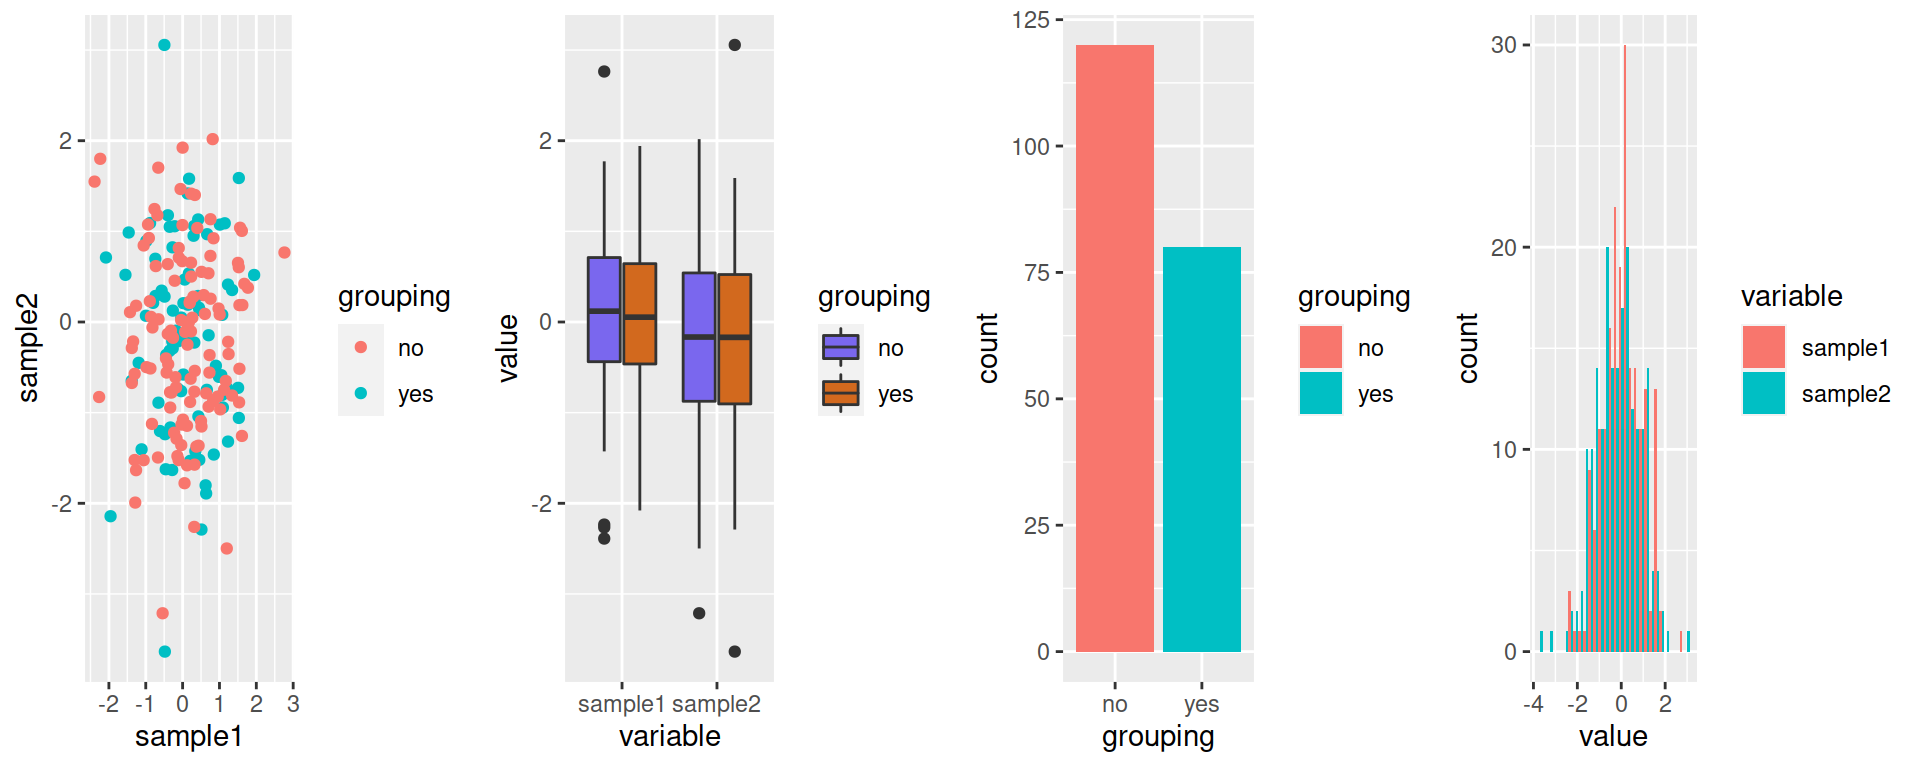 sample2
2
0
-2
-2 -1 0 1 2 3
sample1
grouping
no
yes
value
2
0
-2
sample1 sample2
variable
grouping
no
yes
count
125
100
75
50
25
0
no yes
grouping
grouping
no
yes
count
30
20
10
0
-4 -2 0 2
value
variable
sample1
sample2